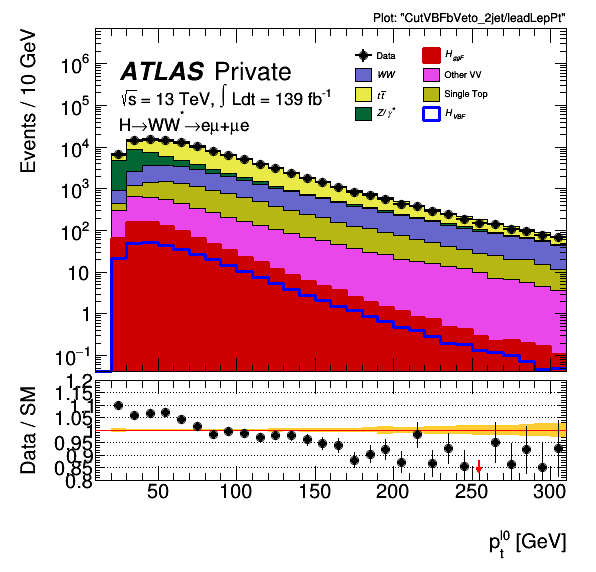 Plot: "CutVBFbVeto_2jet/leadLepPt"
Events / 10 GeV
ATLAS Private
√s = 13 TeV, ∫ Ldt = 139 fb⁻¹
H→WW*→eμ+μe
Data
WW
tt̄
Z/γ*
H_ggF
Other VV
Single Top
H_VBF
10⁶
10⁵
10⁴
10³
10²
10
1
10⁻¹
Data / SM
1.2
1.15
1.1
1.05
1
0.95
0.9
0.85
0.8
50 100 150 200 250 300
p_t^l0 [GeV]